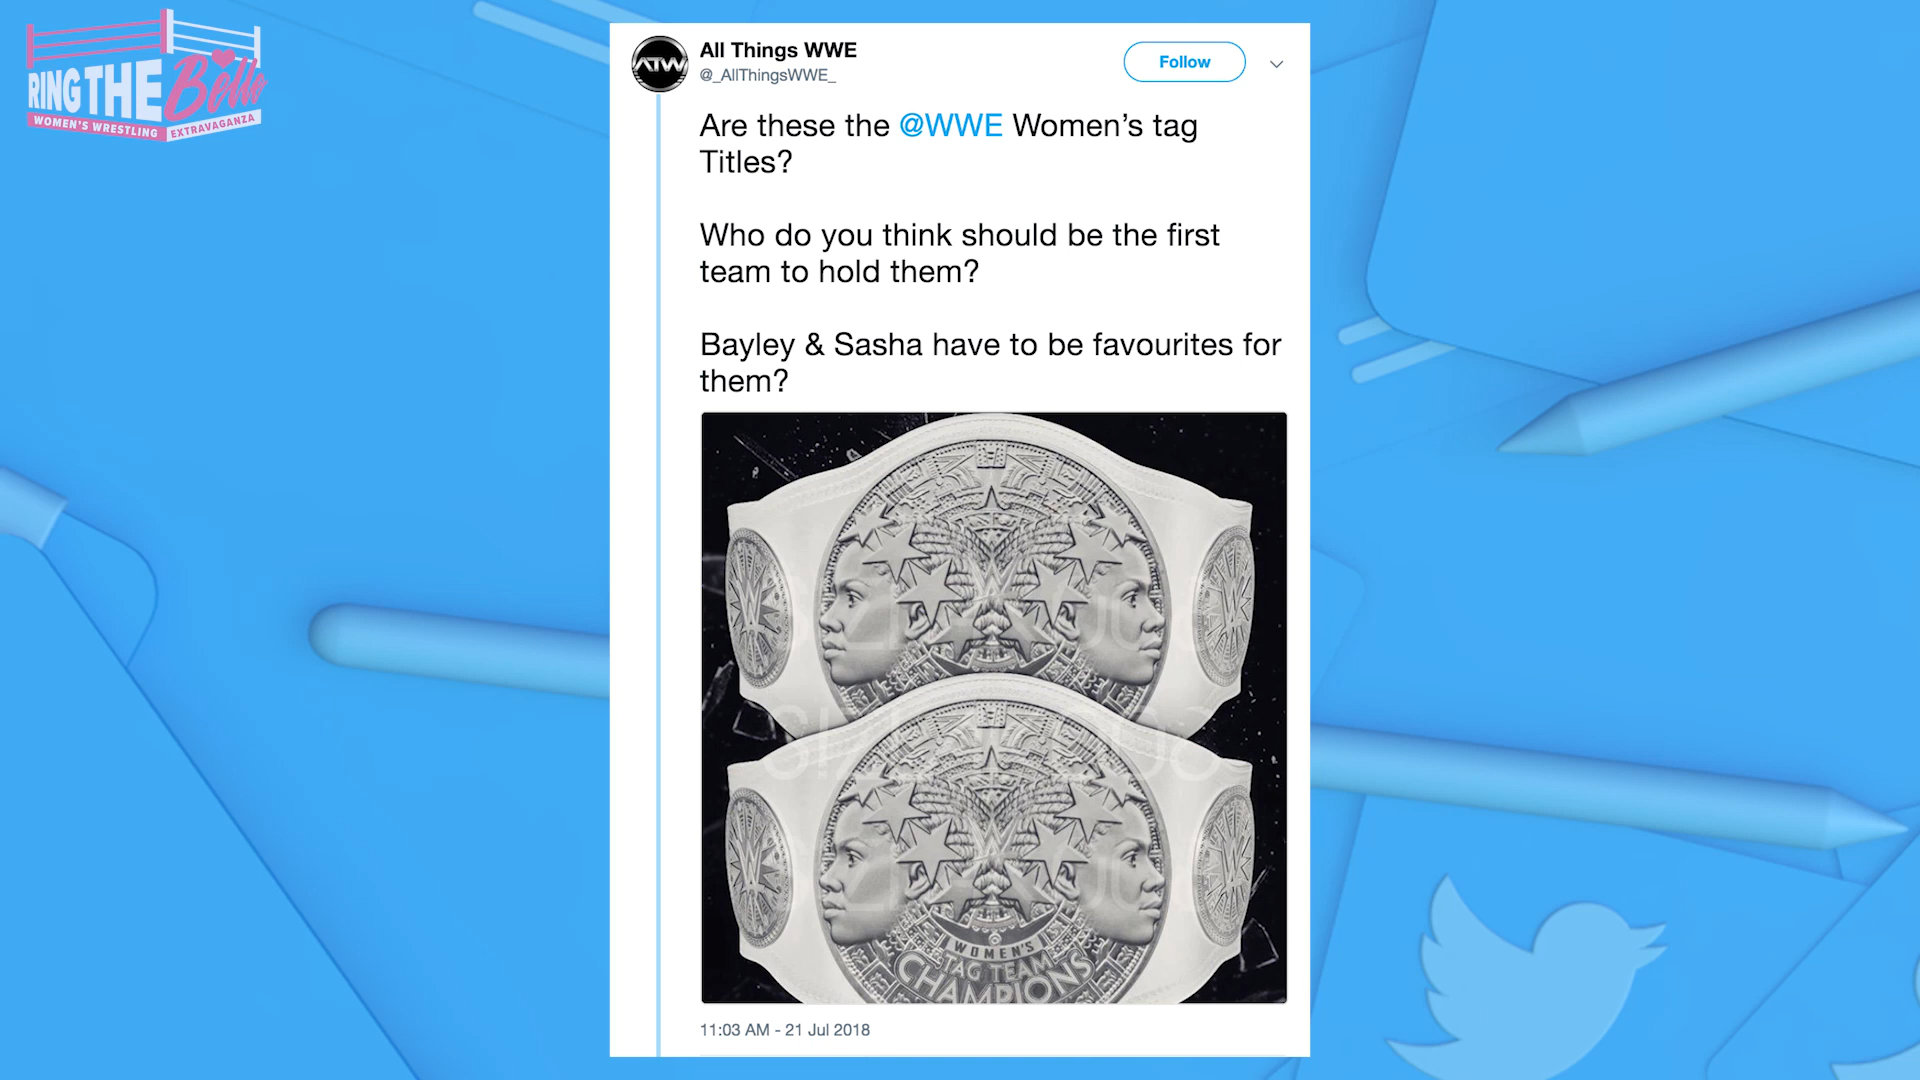 RING THE Belle
WOMEN'S WRESTLING EXTRAVAGANZA
ATW
All Things WWE
@_AllThingsWWE_
Follow
Are these the @WWE Women’s tag
Titles?
Who do you think should be the first
team to hold them?
Bayley & Sasha have to be favourites for
them?
WOMEN'S
TAG TEAM
CHAMPIONS
11:03 AM - 21 Jul 2018